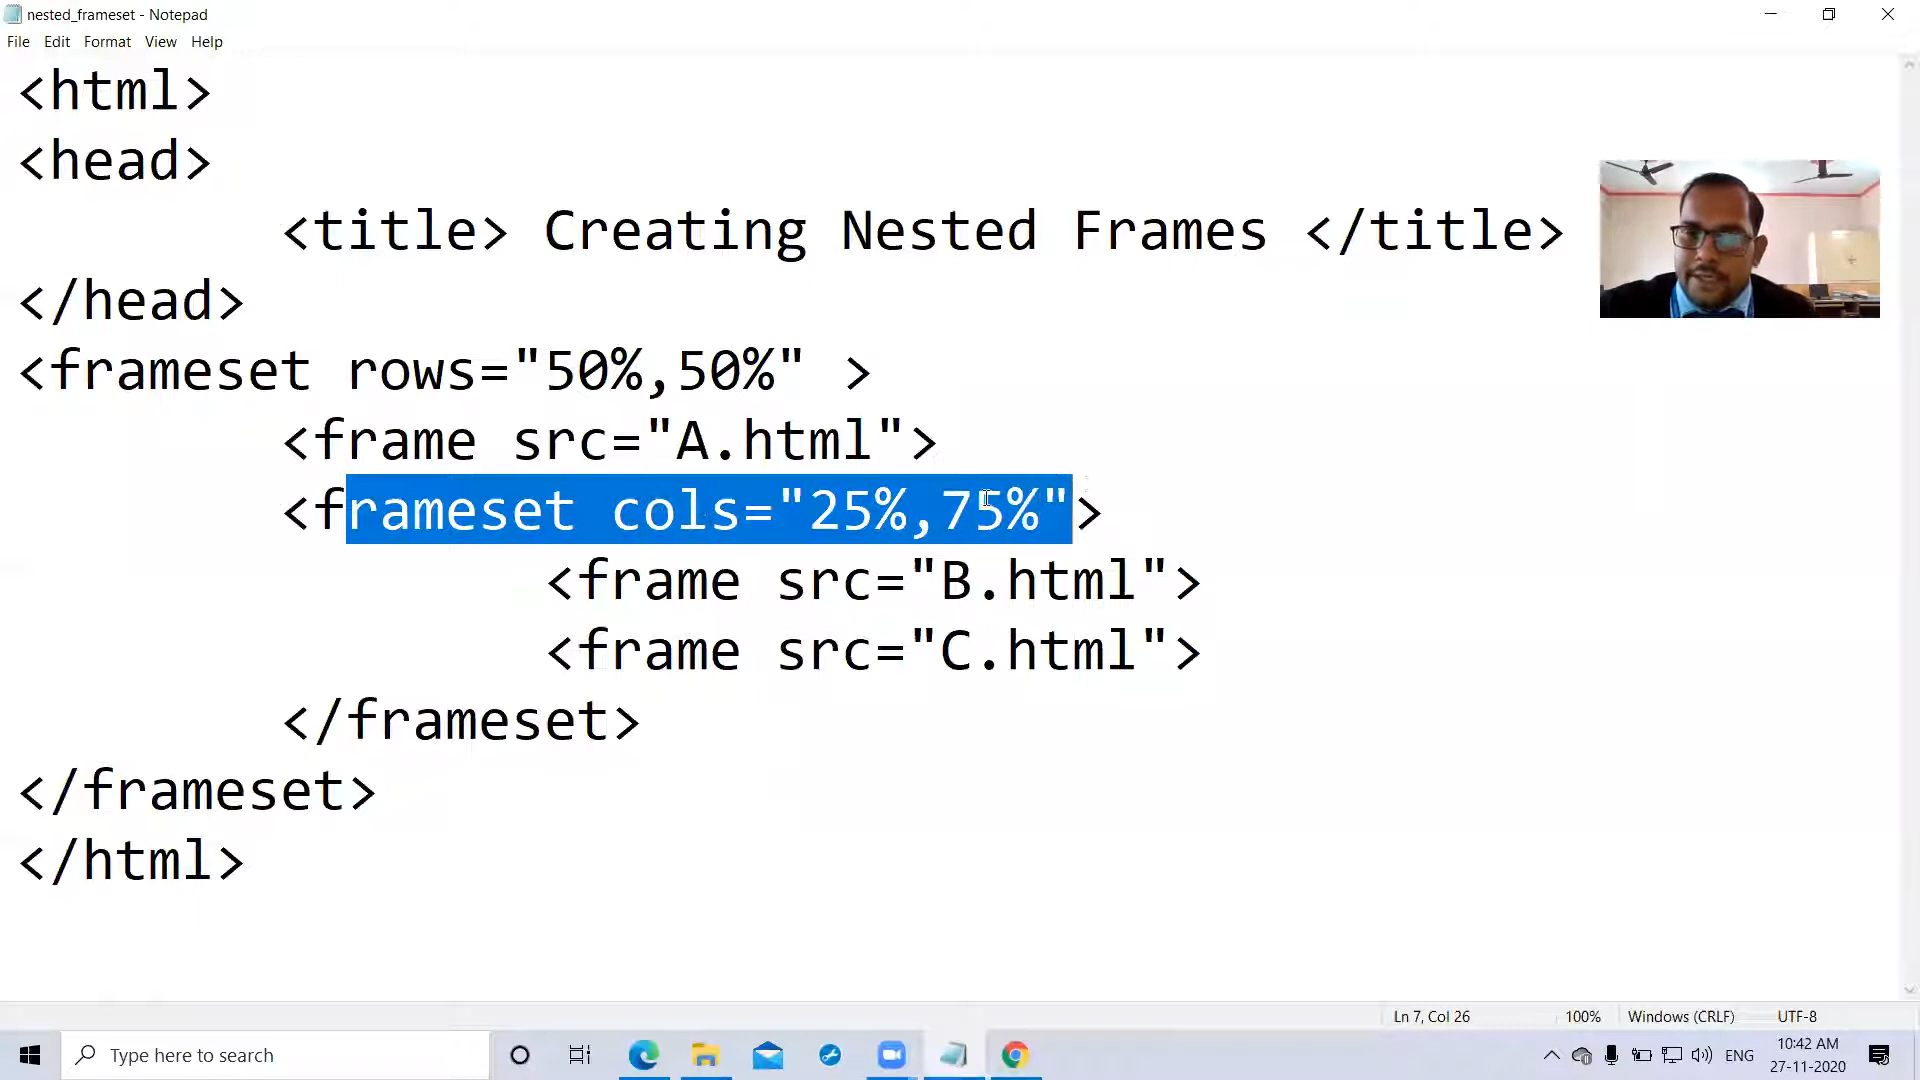 nested_frameset - Notepad
File Edit Format View Help
<html>
<head>
<title> Creating Nested Frames </title>
</head>
<frameset rows="50%,50%" >
<frame src="A.html">
<frameset cols="25%,75%">
<frame src="B.html">
<frame src="C.html">
</frameset>
</frameset>
</html>
Ln 7, Col 26 100% Windows (CRLF) UTF-8
Type here to search
ENG
10:42 AM
27-11-2020